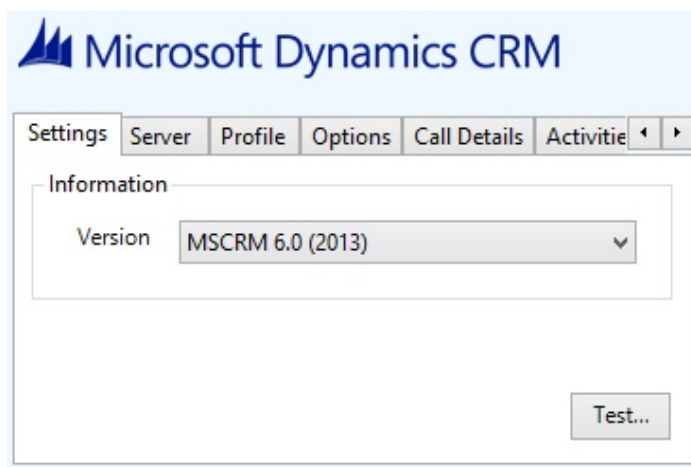 Microsoft Dynamics CRM
Settings Server Profile Options Call Details Activitie
Information
Version MSCRM 6.0 (2013)
Test...